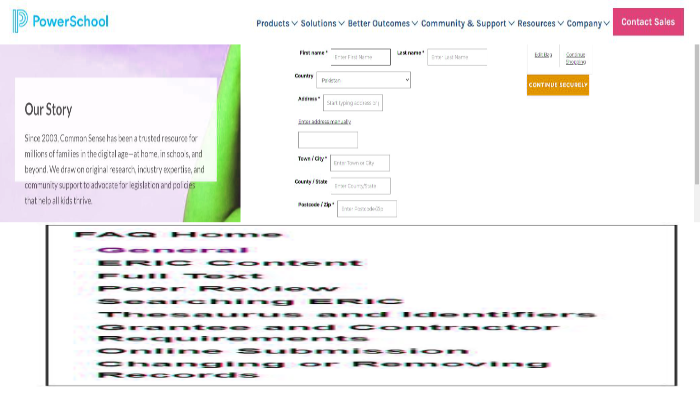 PowerSchool
Products Solutions Better Outcomes Community & Support Resources Company Contact Sales
Our Story
Since 2003, Common Sense has been a trusted resource for
millions of families in the digital age—at home, in schools, and
beyond. We draw on original research, industry expertise, and
community support to advocate for legislation and policies
that help all kids thrive.
First name * Enter First Name Last name * Enter Last Name
Country Pakistan
Address * Start typing address or p
Enter address manually
Town / City * Enter Town or City
County / State Enter County/State
Postcode / Zip * Enter Postcode/Zip
Edit Bag Continue
Shopping
CONTINUE SECURELY
FAQ Home
General
ERIC Content
Full Text
Peer Review
Searching ERIC
Thesaurus and Identifiers
Grantee and Contractor
Requirements
Online Submission
Changing or Removing
Records